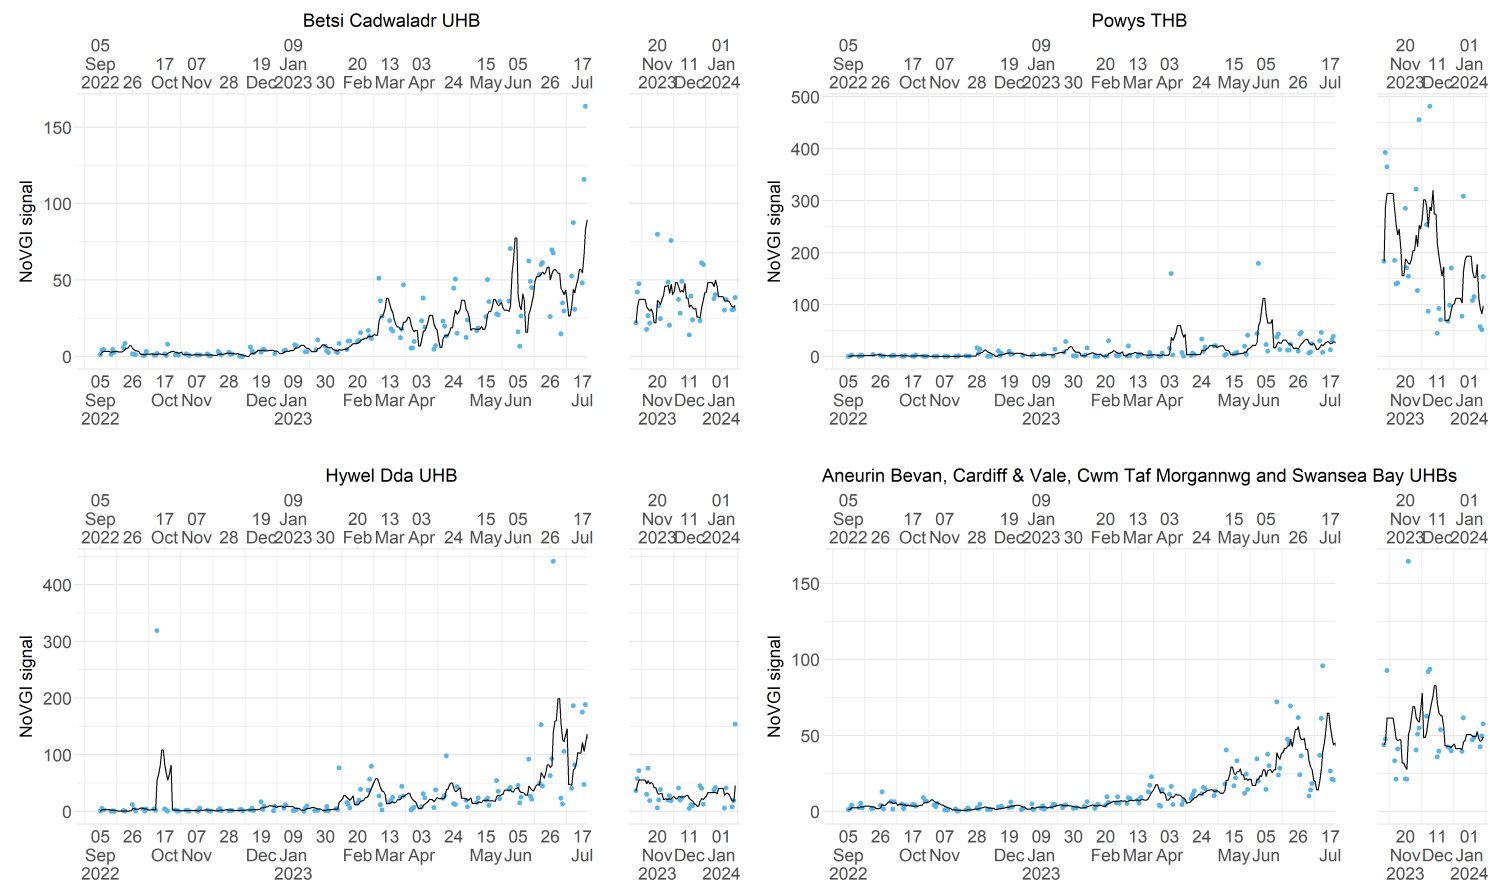 Betsi Cadwaladr UHB
05 09 20 01
Sep 17 07 19 Jan 20 13 03 15 05 17 Nov 11 Jan
2022 26 Oct Nov 28 Dec 2023 30 Feb Mar Apr 24 May Jun 26 Jul 2023 Dec 2024
NoVGI signal
150
100
50
0
05 26 17 07 28 19 09 30 20 13 03 24 15 05 26 17 20 11 01
Sep Oct Nov Dec Jan Feb Mar Apr May Jun Jul Nov Dec Jan
2022 2023 2023 2024
Powys THB
05 09 20 01
Sep 17 07 19 Jan 20 13 03 15 05 17 Nov 11 Jan
2022 26 Oct Nov 28 Dec 2023 30 Feb Mar Apr 24 May Jun 26 Jul 2023 Dec 2024
NoVGI signal
500
400
300
200
100
0
05 26 17 07 28 19 09 30 20 13 03 24 15 05 26 17 20 11 01
Sep Oct Nov Dec Jan Feb Mar Apr May Jun Jul Nov Dec Jan
2022 2023 2023 2024
Hywel Dda UHB
05 09 20 01
Sep 17 07 19 Jan 20 13 03 15 05 17 Nov 11 Jan
2022 26 Oct Nov 28 Dec 2023 30 Feb Mar Apr 24 May Jun 26 Jul 2023 Dec 2024
NoVGI signal
400
300
200
100
0
05 26 17 07 28 19 09 30 20 13 03 24 15 05 26 17 20 11 01
Sep Oct Nov Dec Jan Feb Mar Apr May Jun Jul Nov Dec Jan
2022 2023 2023 2024
Aneurin Bevan, Cardiff & Vale, Cwm Taf Morgannwg and Swansea Bay UHBs
05 09 20 01
Sep 17 07 19 Jan 20 13 03 15 05 17 Nov 11 Jan
2022 26 Oct Nov 28 Dec 2023 30 Feb Mar Apr 24 May Jun 26 Jul 2023 Dec 2024
NoVGI signal
150
100
50
0
05 26 17 07 28 19 09 30 20 13 03 24 15 05 26 17 20 11 01
Sep Oct Nov Dec Jan Feb Mar Apr May Jun Jul Nov Dec Jan
2022 2023 2023 2024